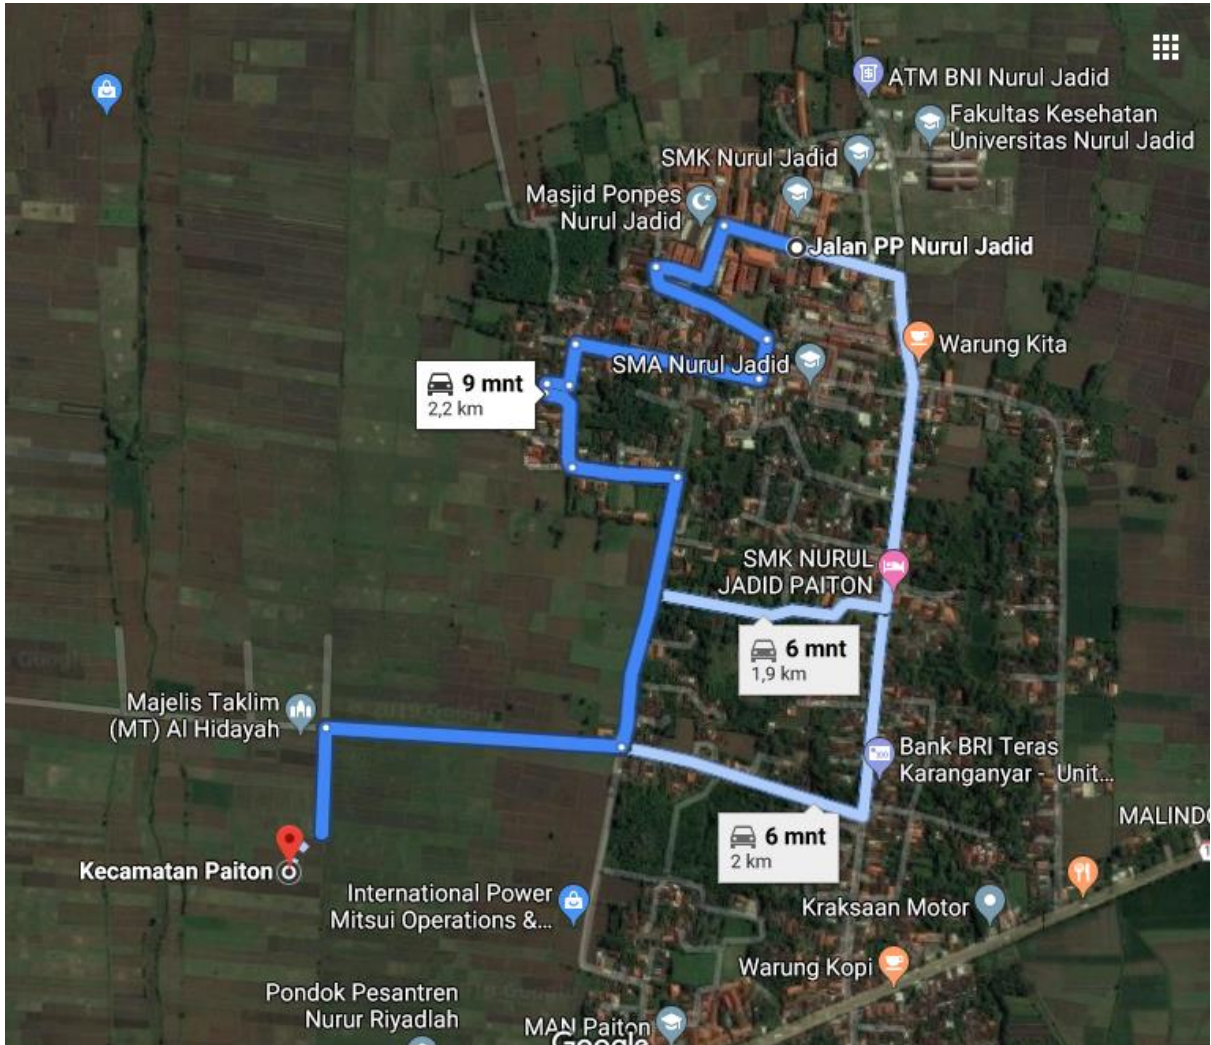 ATM BNI Nurul Jadid
Fakultas Kesehatan
Universitas Nurul Jadid
SMK Nurul Jadid
Masjid Ponpes
Nurul Jadid
Jalan PP Nurul Jadid
Warung Kita
SMA Nurul Jadid
9 mnt
2,2 km
SMK NURUL
JADID PAITON
6 mnt
1,9 km
Majelis Taklim
(MT) Al Hidayah
Bank BRI Teras
Karanganyar - Unit...
MALINDO
6 mnt
2 km
Kecamatan Paiton
International Power
Mitsui Operations &...
Kraksaan Motor
Warung Kopi
Pondok Pesantren
Nurur Riyadlah
MAN Paiton
Google